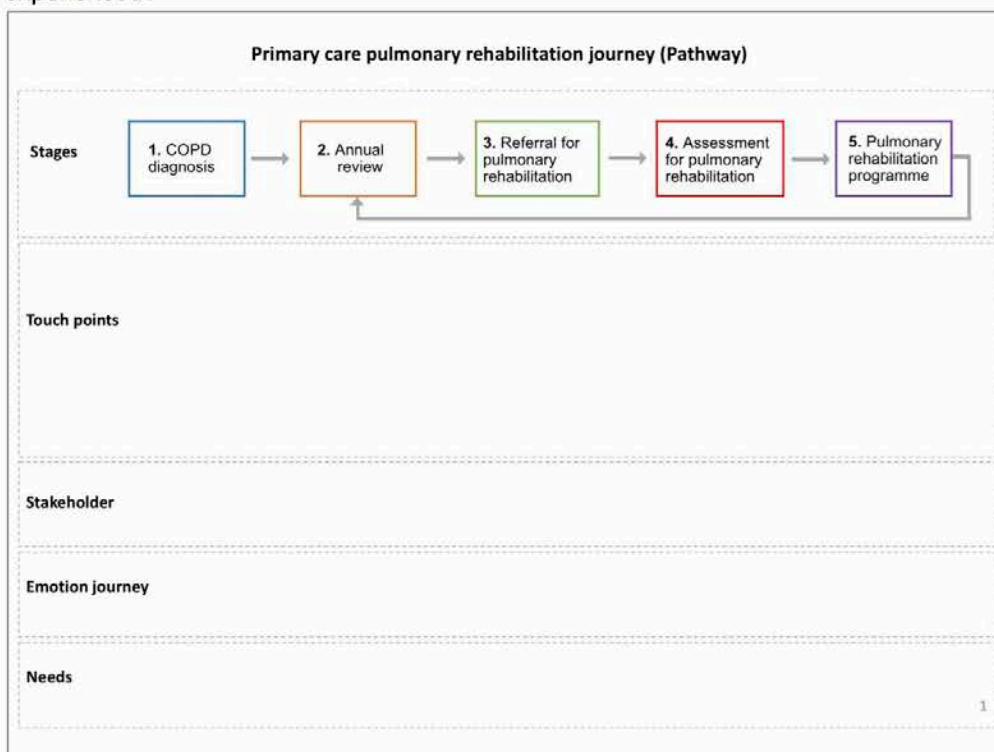 Primary care pulmonary rehabilitation journey (Pathway)
Stages
1. COPD
diagnosis
2. Annual
review
3. Referral for
pulmonary
rehabilitation
4. Assessment
for pulmonary
rehabilitation
5. Pulmonary
rehabilitation
programme
Touch points
Stakeholder
Emotion journey
Needs
1